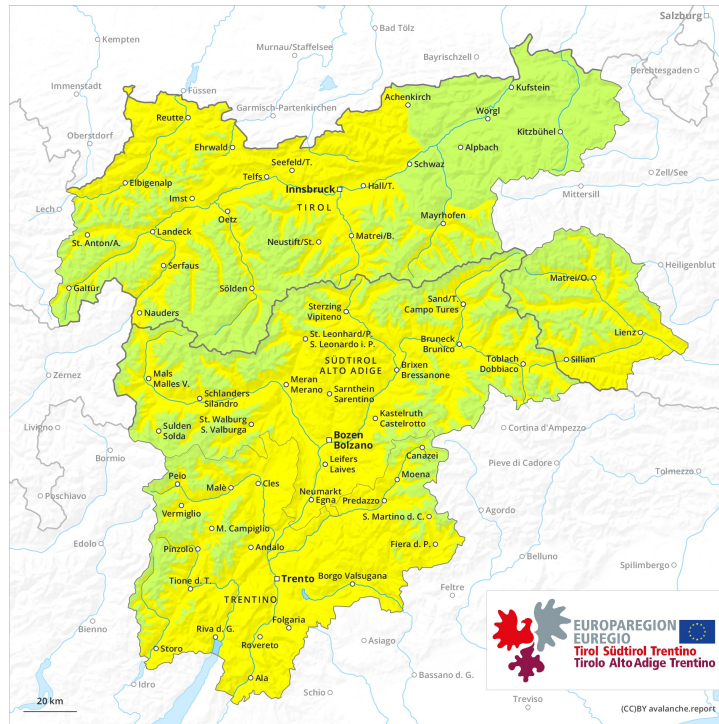 Salzburg
Kempten
Bad Tölz
Murnau/Staffelsee
Bayrischzell
Berchtesgaden
Immenstadt
Füssen
Achenkirch
Kufstein
Garmisch-Partenkirchen
Reutte
Wörgl
Oberstdorf
Ehrwald
Kitzbühel
Seefeld/T.
Alpbach
Telfs
Schwaz
Zell/See
Elbigenalp
Innsbruck
Hall/T.
Mittersill
Lech
Imst
TIROL
Oetz
Mayrhofen
St. Anton/A.
Landeck
Neustift/St.
Matrei/B.
Heiligenblut
Serfaus
Matrei/O.
Galtür
Sölden
Nauders
Sterzing
Vipiteno
Sand/T.
Campo Tures
Lienz
St. Leonhard/P.
S. Leonardo i. P.
Bruneck
Brunico
Sillian
SÜDTIROL
ALTO ADIGE
Toblach
Dobbiaco
Zernez
Mals
Malles V.
Brixen
Bressanone
Meran
Merano
Schlanders
Silandro
Sarnthein
Sarentino
Livigno
St. Walburg
S. Valburga
Kastelruth
Castelrotto
Sulden
Solda
Cortina d'Ampezzo
Bozen
Bolzano
Bormio
Canazei
Pieve di Cadore
Leifers
Laives
Tolmezzo
Peio
Malè
Cles
Moena
Poschiavo
Neumarkt
Egna
Predazzo
Vermiglio
Agordo
S. Martino d. C.
M. Campiglio
Edolo
Pinzolo
Andalo
Fiera d. P.
Belluno
Spilimbergo
Trento
Borgo Valsugana
Tione d. T.
Feltre
TRENTINO
Folgaria
Bienno
Riva d. G.
Rovereto
Asiago
Storo
Ala
Bassano d. G.
Idro
Schio
Treviso
EUROPAREGION
EUREGIO
Tirol Südtirol Trentino
Tirolo Alto Adige Trentino
20 km
(CC)BY avalanche.report